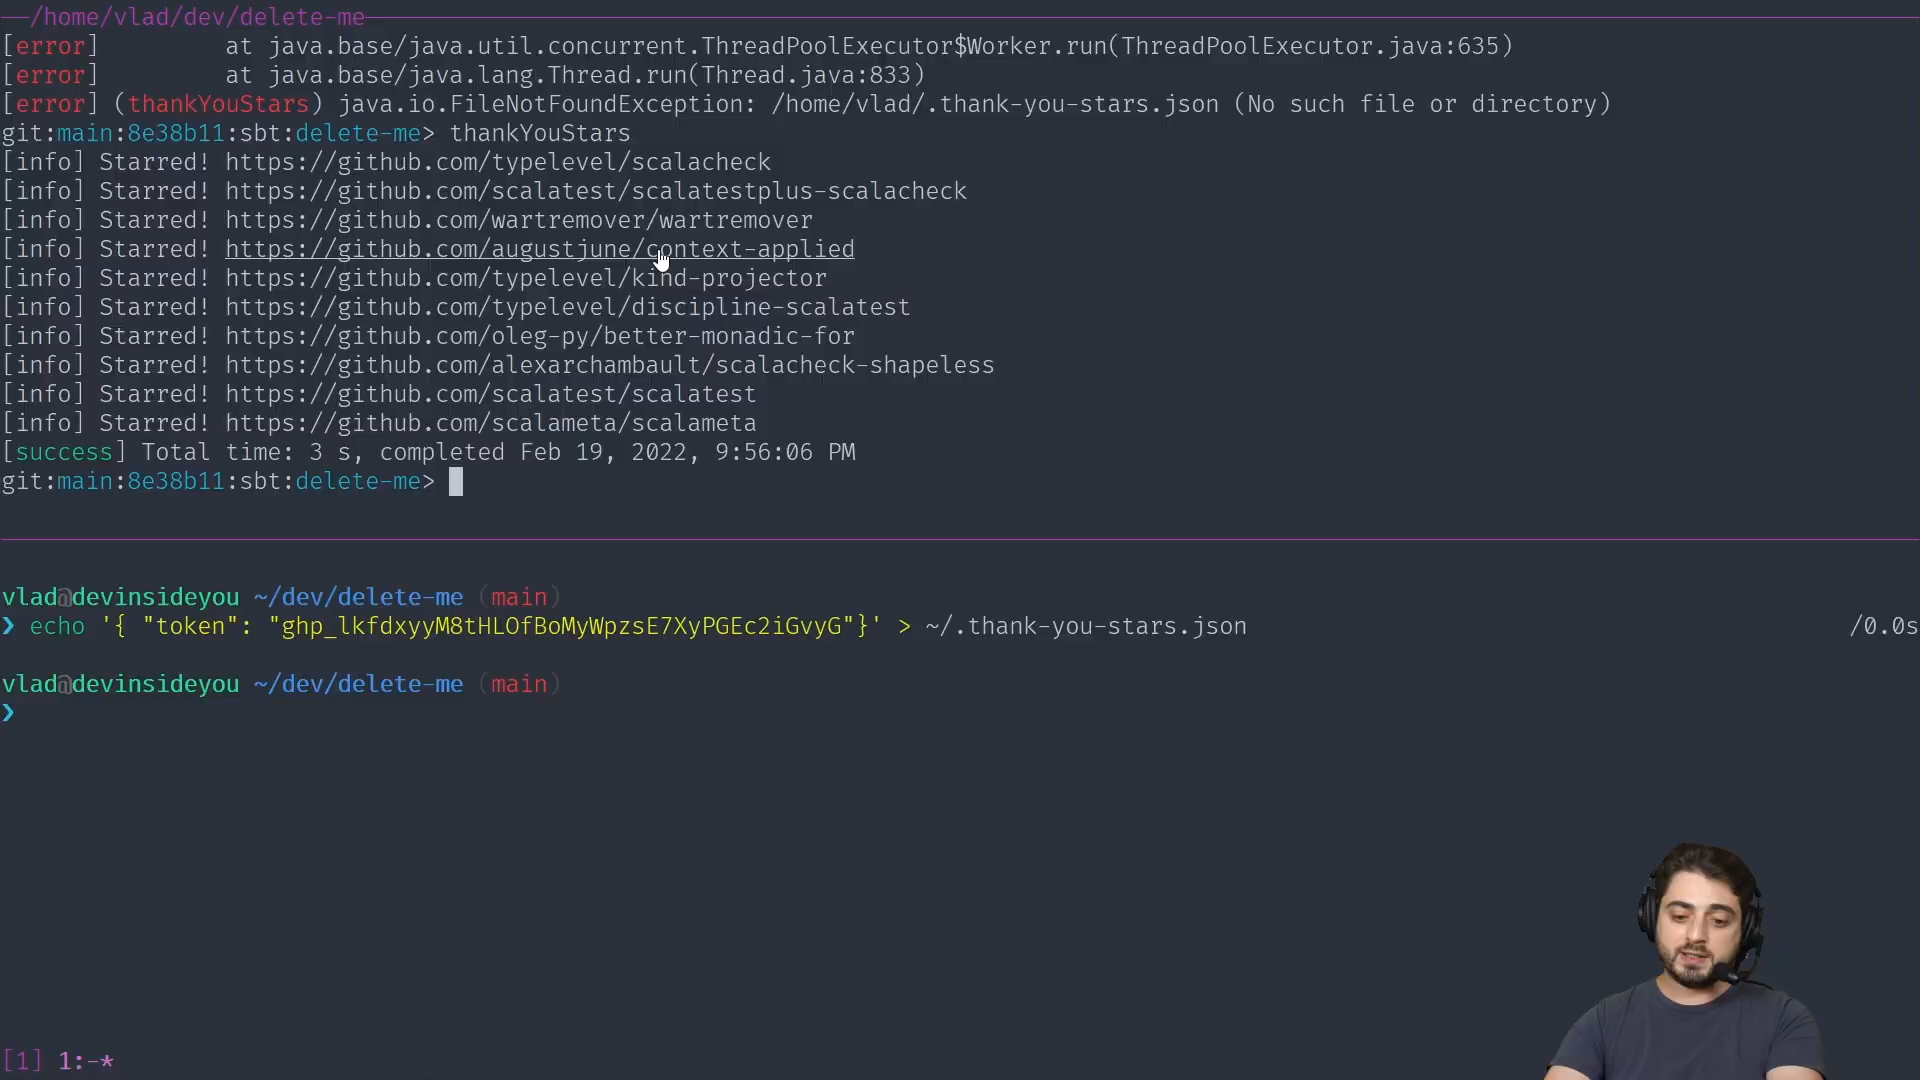 /home/vlad/dev/delete-me
[error] at java.base/java.util.concurrent.ThreadPoolExecutor$Worker.run(ThreadPoolExecutor.java:635)
[error] at java.base/java.lang.Thread.run(Thread.java:833)
[error] (thankYouStars) java.io.FileNotFoundException: /home/vlad/.thank-you-stars.json (No such file or directory)
git:main:8e38b11:sbt:delete-me> thankYouStars
[info] Starred! https://github.com/typelevel/scalacheck
[info] Starred! https://github.com/scalatest/scalatestplus-scalacheck
[info] Starred! https://github.com/wartremover/wartremover
[info] Starred! https://github.com/augustjune/context-applied
[info] Starred! https://github.com/typelevel/kind-projector
[info] Starred! https://github.com/typelevel/discipline-scalatest
[info] Starred! https://github.com/oleg-py/better-monadic-for
[info] Starred! https://github.com/alexarchambault/scalacheck-shapeless
[info] Starred! https://github.com/scalatest/scalatest
[info] Starred! https://github.com/scalameta/scalameta
[success] Total time: 3 s, completed Feb 19, 2022, 9:56:06 PM
git:main:8e38b11:sbt:delete-me>
vlad@devinsideyou ~/dev/delete-me (main)
❯ echo '{ "token": "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"}' > ~/.thank-you-stars.json /0.0s
vlad@devinsideyou ~/dev/delete-me (main)
❯
[1] 1:-*